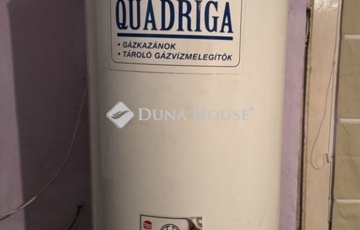 QUADRIGA
• GÁZKAZÁNOK
• TÁROLÓ GÁZVÍZMELEGÍTŐK
DUNA HOUSE